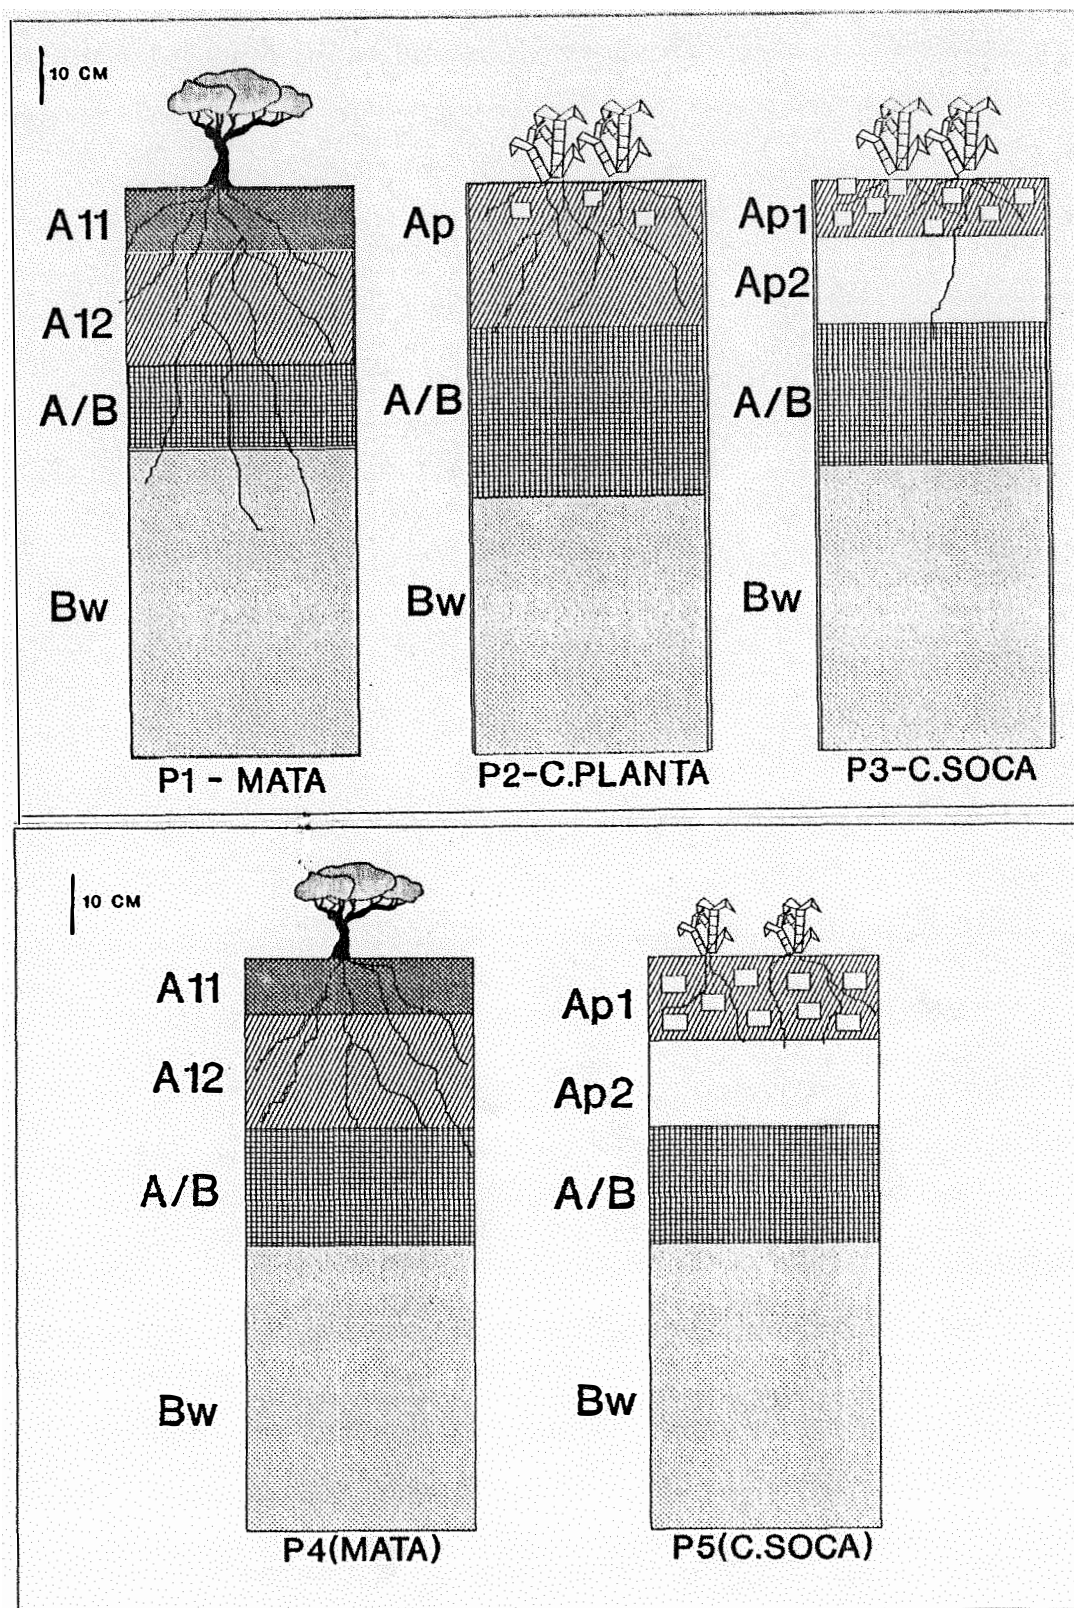 10 CM
A11
A12
A/B
Bw
P1 - MATA
Ap
A/B
Bw
P2-C.PLANTA
Ap1
Ap2
A/B
Bw
P3-C.SOCA
10 CM
A11
A12
A/B
Bw
P4(MATA)
Ap1
Ap2
A/B
Bw
P5(C.SOCA)